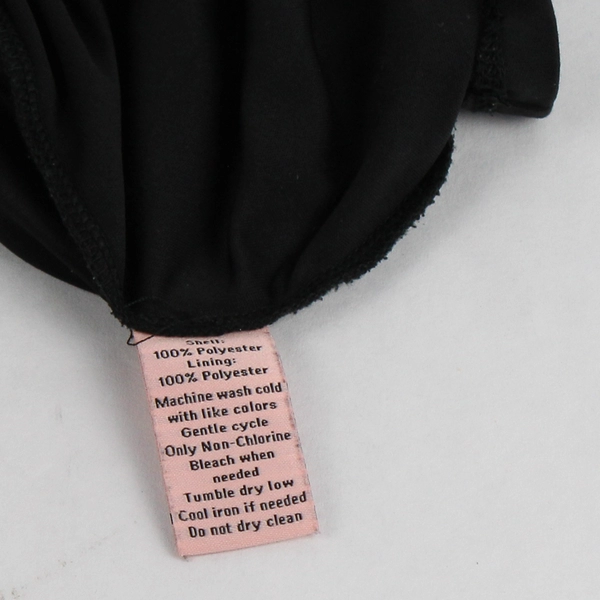 Shell:
100% Polyester
Lining:
100% Polyester
Machine wash cold
with like colors
Gentle cycle
Only Non-Chlorine
Bleach when
needed
Tumble dry low
Cool iron if needed
Do not dry clean